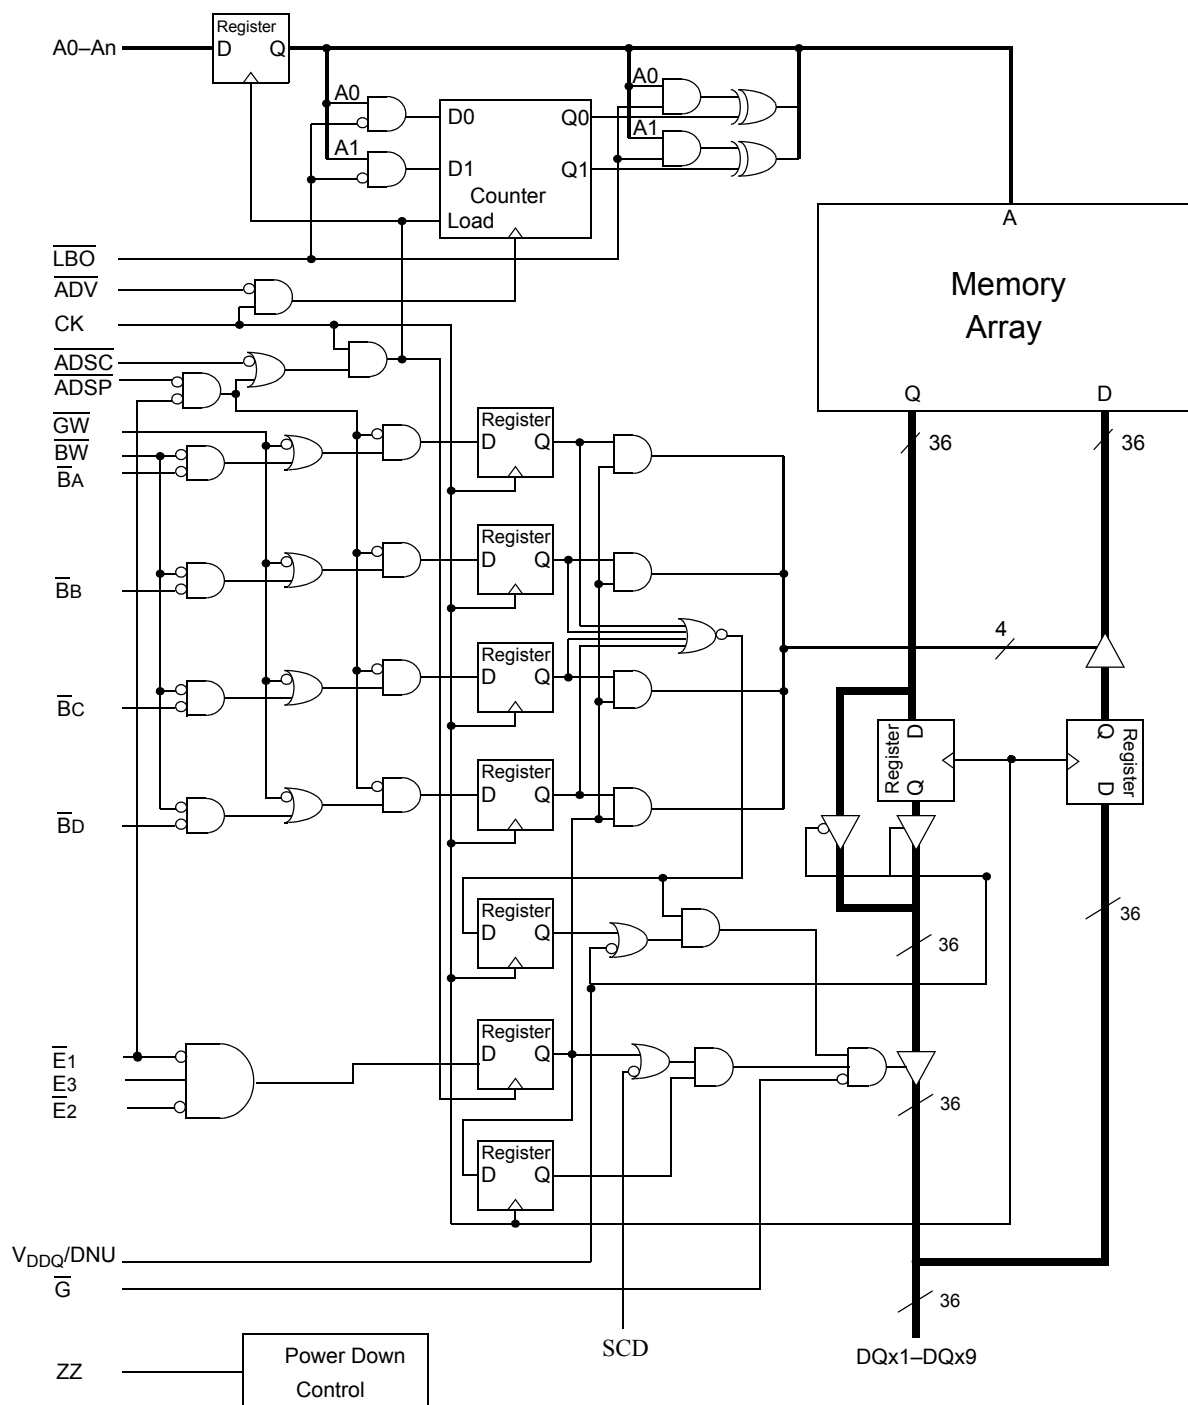 Register
A0–An
D Q
A0
A0
D0
Q0
A1
A1
D1
Q1
Counter
Load
A
LBO
ADV
CK
Memory
Array
ADSC
ADSP
Q
D
GW
BW
BA
Register
D Q
36
36
Register
D Q
BB
4
Register
D Q
BC
Register
D
Q
Q
Register
D
Register
D Q
BD
Register
D Q
36
36
Register
D Q
E1
E3
E2
36
Register
D Q
VDDQ/DNU
G
36
SCD
DQx1–DQx9
ZZ
Power Down
Control